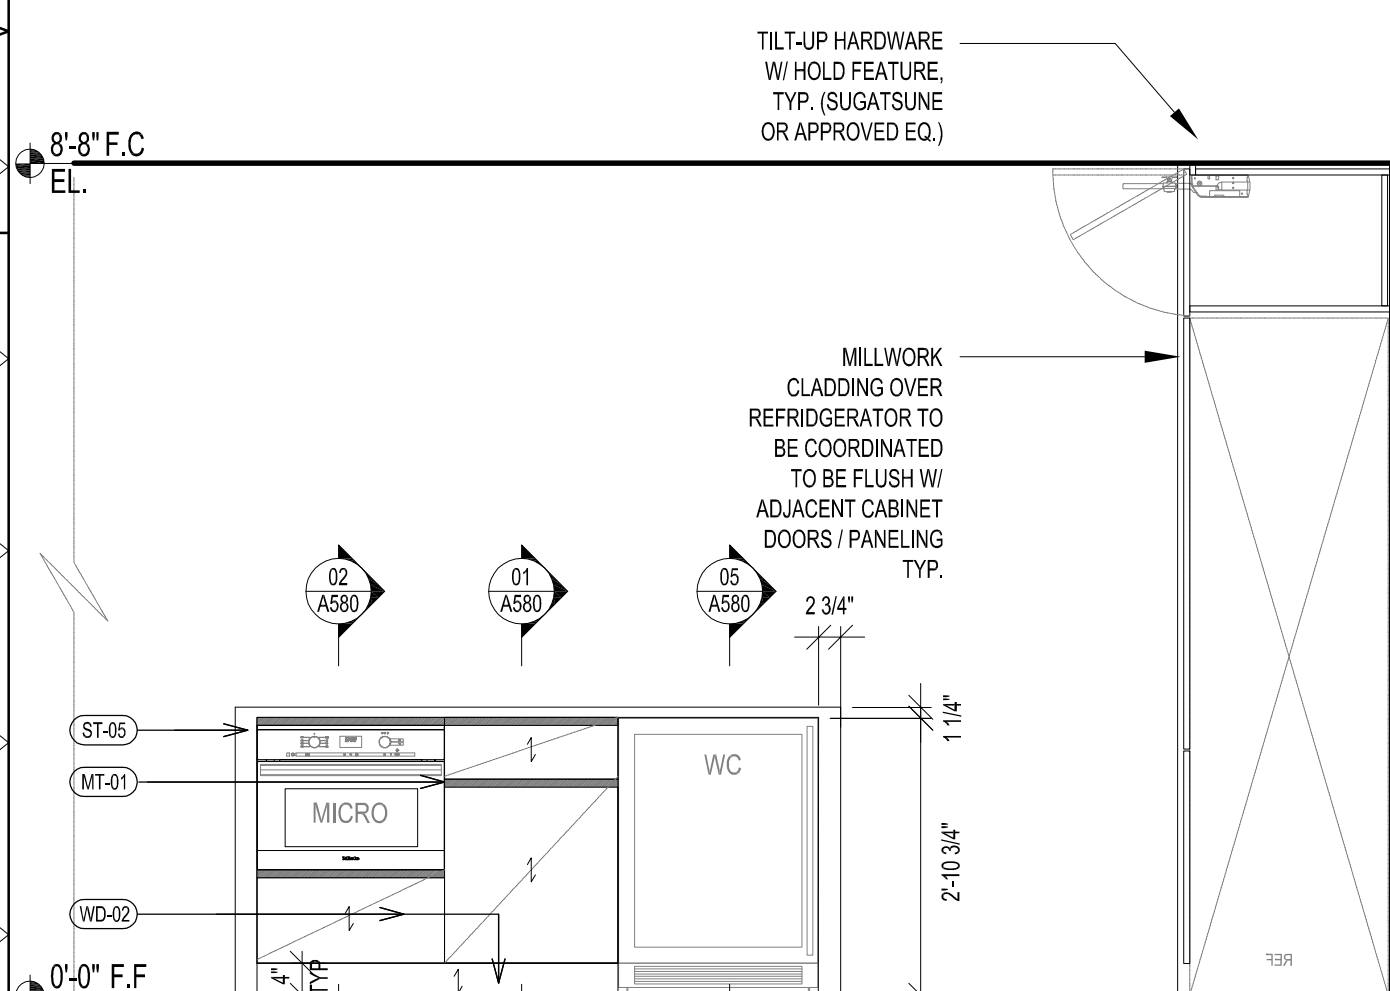 TILT-UP HARDWARE
W/ HOLD FEATURE,
TYP. (SUGATSUNE
OR APPROVED EQ.)
8'-8" F.C
EL.
MILLWORK
CLADDING OVER
REFRIDGERATOR TO
BE COORDINATED
TO BE FLUSH W/
ADJACENT CABINET
DOORS / PANELING
TYP.
02
A580
01
A580
05
A580
2 3/4"
1 1/4"
ST-05
MT-01
WD-02
MICRO
WC
2'-10 3/4"
REF
4"
TYP
0'-0" F.F